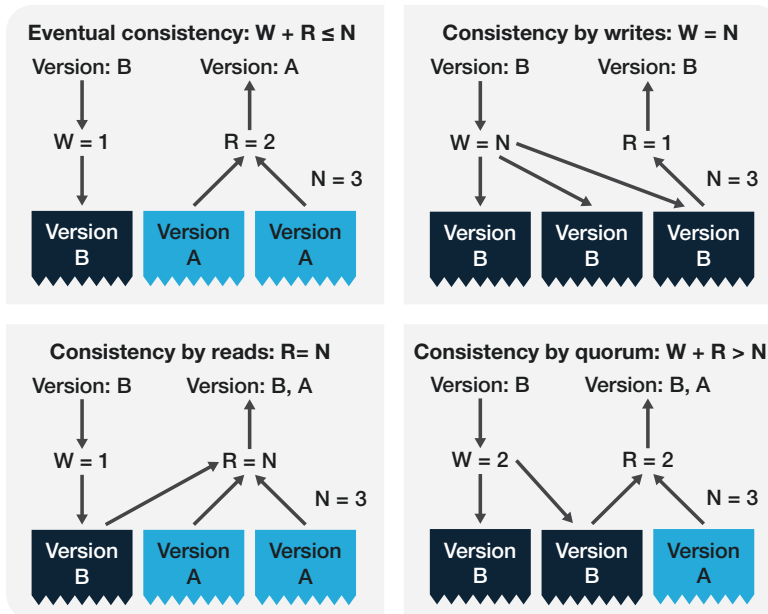 Eventual consistency: W + R ≤ N
Version: B
Version: A
W = 1
R = 2
N = 3
Version
B
Version
A
Version
A
Consistency by writes: W = N
Version: B
Version: B
W = N
R = 1
N = 3
Version
B
Version
B
Version
B
Consistency by reads: R= N
Version: B
Version: B, A
W = 1
R = N
N = 3
Version
B
Version
A
Version
A
Consistency by quorum: W + R > N
Version: B
Version: B, A
W = 2
R = 2
N = 3
Version
B
Version
B
Version
A